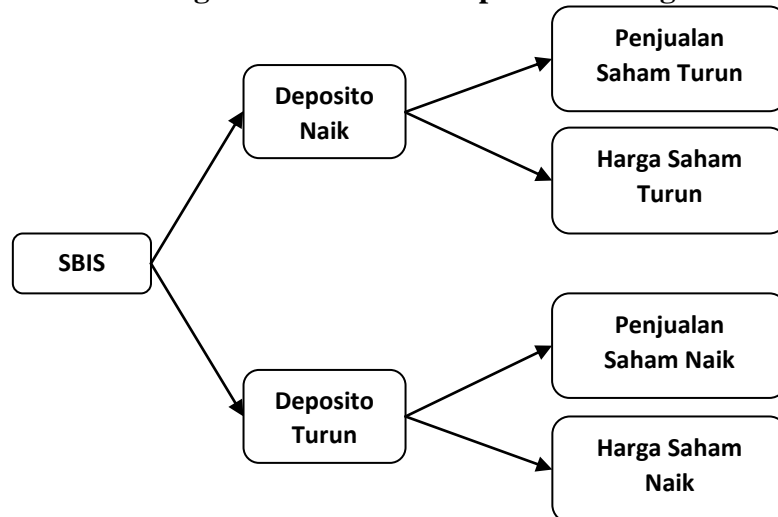 Penjualan
Saham Turun
Deposito
Naik
Harga Saham
Turun
SBIS
Penjualan
Saham Naik
Deposito
Turun
Harga Saham
Naik